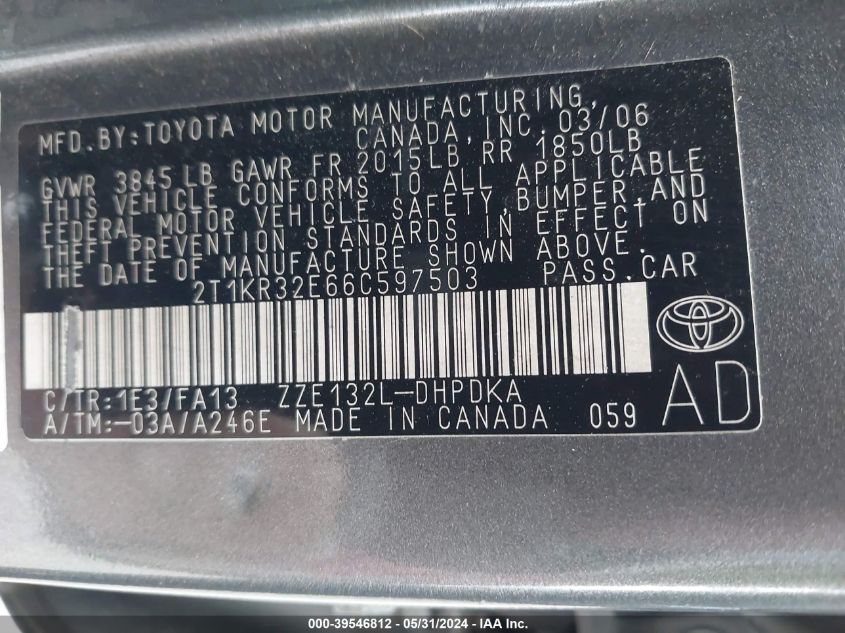 MFD.BY:TOYOTA MOTOR MANUFACTURING,
CANADA,INC. 03/06
GVWR 3845 LB GAWR FR 2015LB RR 1850LB
THIS VEHICLE CONFORMS TO ALL APPLICABLE
FEDERAL MOTOR VEHICLE SAFETY,BUMPER,AND
THEFT PREVENTION STANDARDS IN EFFECT ON
THE DATE OF MANUFACTURE SHOWN ABOVE.
2T1KR32E66C597503 PASS.CAR
C/TR:1E3/FA13 ZZE132L-DHPDKA
A/TM:-03A/A246E MADE IN CANADA 059
AD
000-39546812 / 05/31/2024 - IAA, Inc.